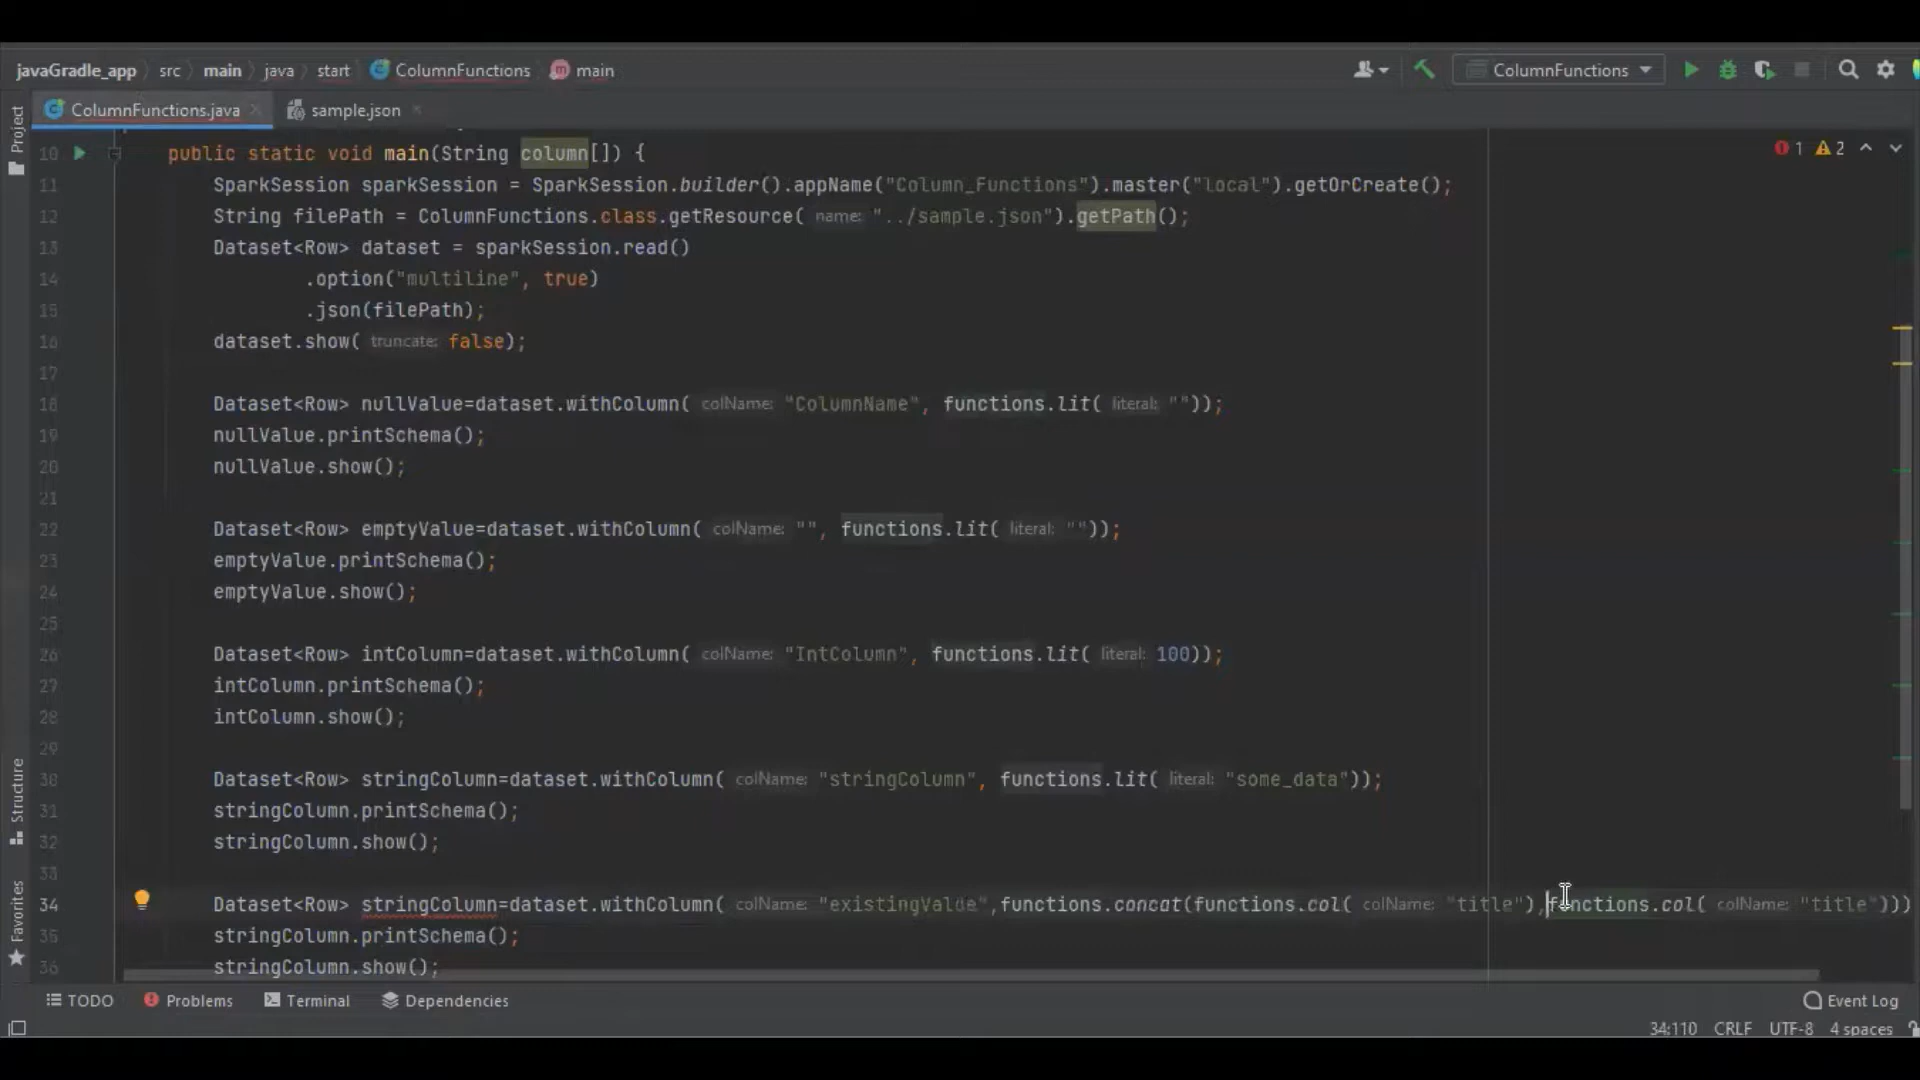 javaGradle_app src main java start ColumnFunctions main ColumnFunctions
ColumnFunctions.java sample.json
Project
10 public static void main(String column[]) { 1 2
11 SparkSession sparkSession = SparkSession.builder().appName("Column_Functions").master("local").getOrCreate();
12 String filePath = ColumnFunctions.class.getResource( name: "../sample.json").getPath();
13 Dataset<Row> dataset = sparkSession.read()
14 .option("multiline", true)
15 .json(filePath);
16 dataset.show( truncate: false);
17
18 Dataset<Row> nullValue=dataset.withColumn( colName: "ColumnName", functions.lit( literal: ""));
19 nullValue.printSchema();
20 nullValue.show();
21
22 Dataset<Row> emptyValue=dataset.withColumn( colName: "", functions.lit( literal: ""));
23 emptyValue.printSchema();
24 emptyValue.show();
25
26 Dataset<Row> intColumn=dataset.withColumn( colName: "IntColumn", functions.lit( literal: 100));
27 intColumn.printSchema();
28 intColumn.show();
29
30 Dataset<Row> stringColumn=dataset.withColumn( colName: "stringColumn", functions.lit( literal: "some_data"));
31 stringColumn.printSchema();
32 stringColumn.show();
33
34 Dataset<Row> stringColumn=dataset.withColumn( colName: "existingValue",functions.concat(functions.col( colName: "title"),functions.col( colName: "title")))
35 stringColumn.printSchema();
36 stringColumn.show();
Structure
Favorites
TODO Problems Terminal Dependencies Event Log
34:110 CRLF UTF-8 4 spaces